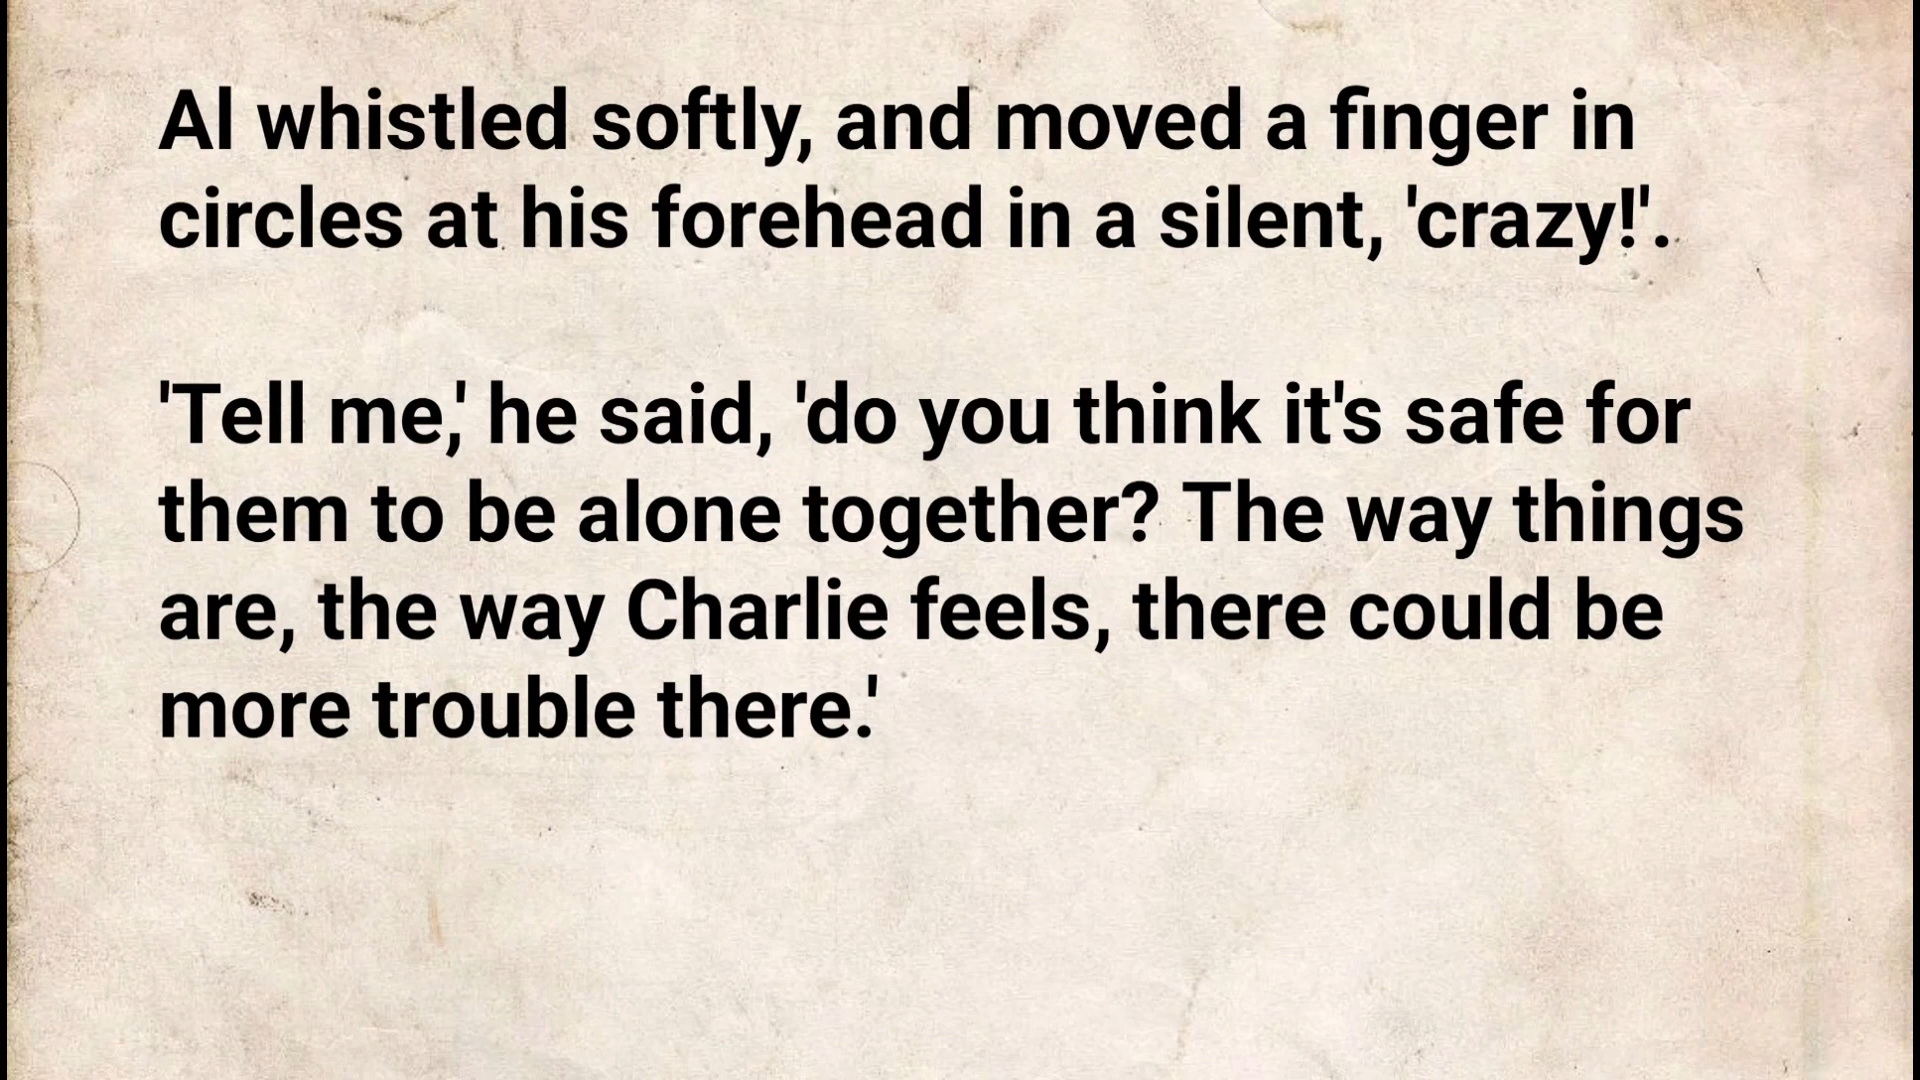 Al whistled softly, and moved a finger in
circles at his forehead in a silent, 'crazy!'.
'Tell me,' he said, 'do you think it's safe for
them to be alone together? The way things
are, the way Charlie feels, there could be
more trouble there.'